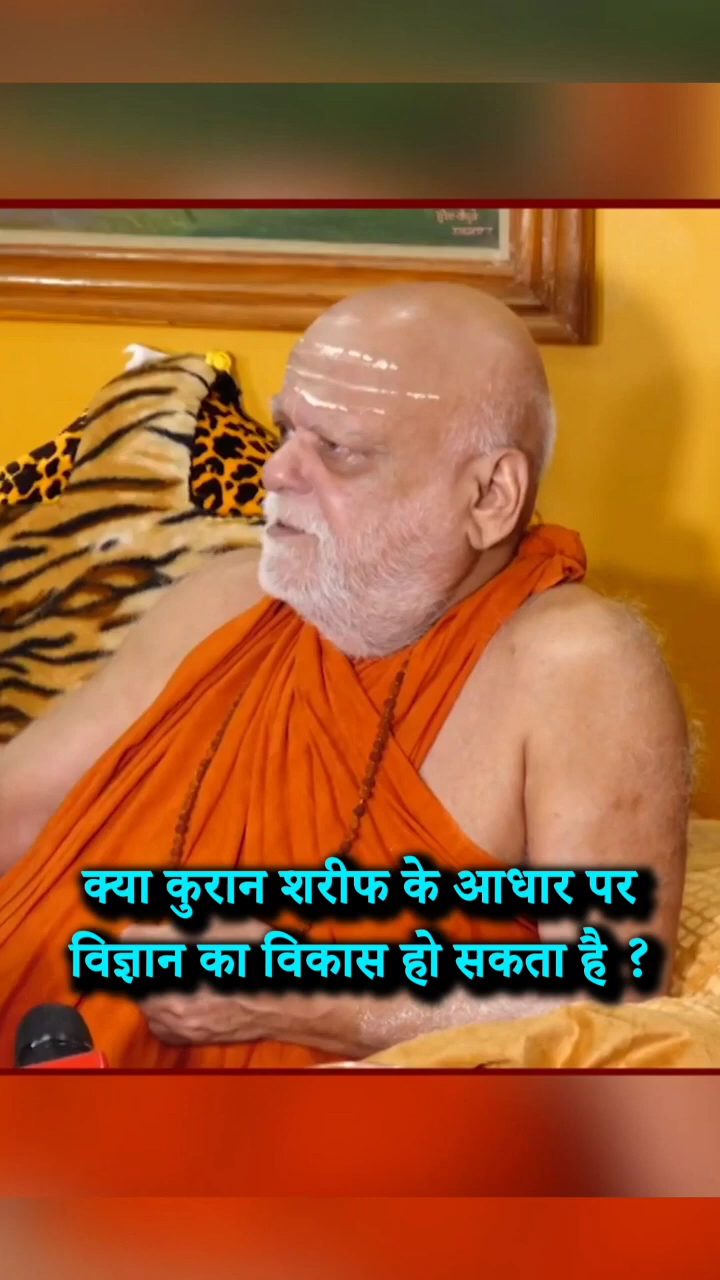 क्या कुरान शरीफ के आधार पर
विज्ञान का विकास हो सकता है ?